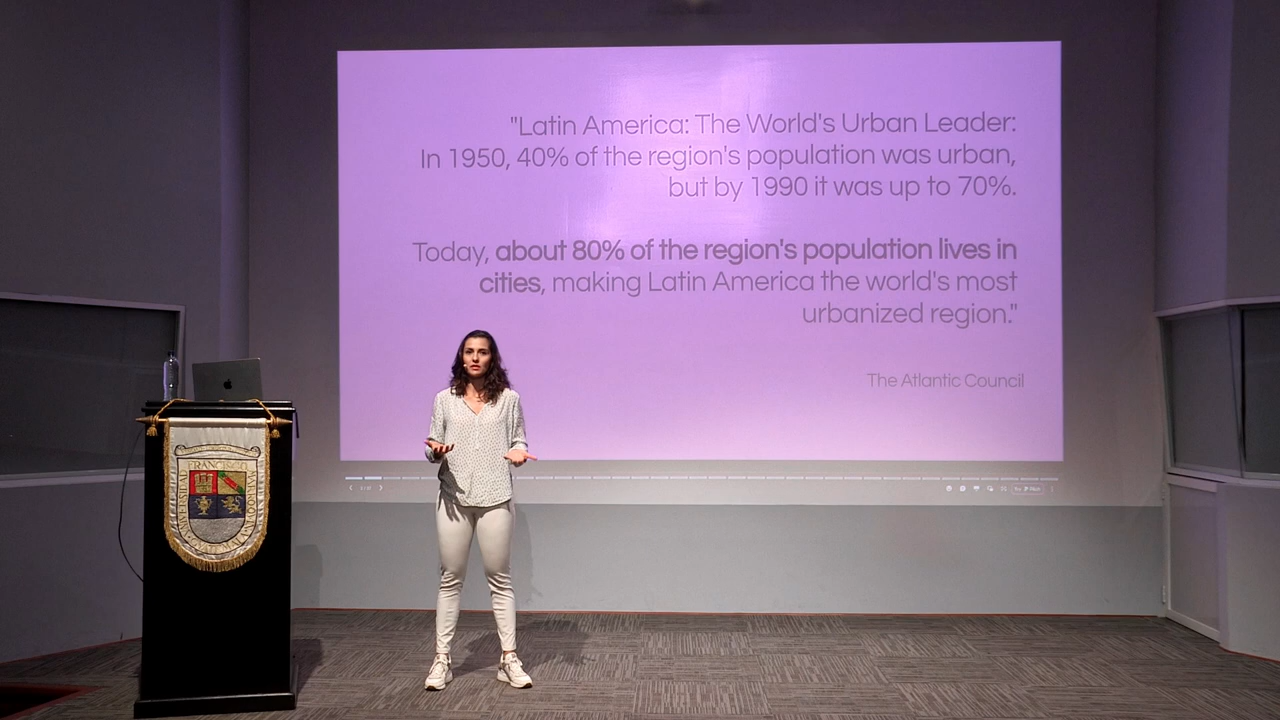 "Latin America: The World's Urban Leader:
In 1950, 40% of the region's population was urban,
but by 1990 it was up to 70%.
Today, about 80% of the region's population lives in
cities, making Latin America the world's most
urbanized region."
The Atlantic Council
FRANCISCO